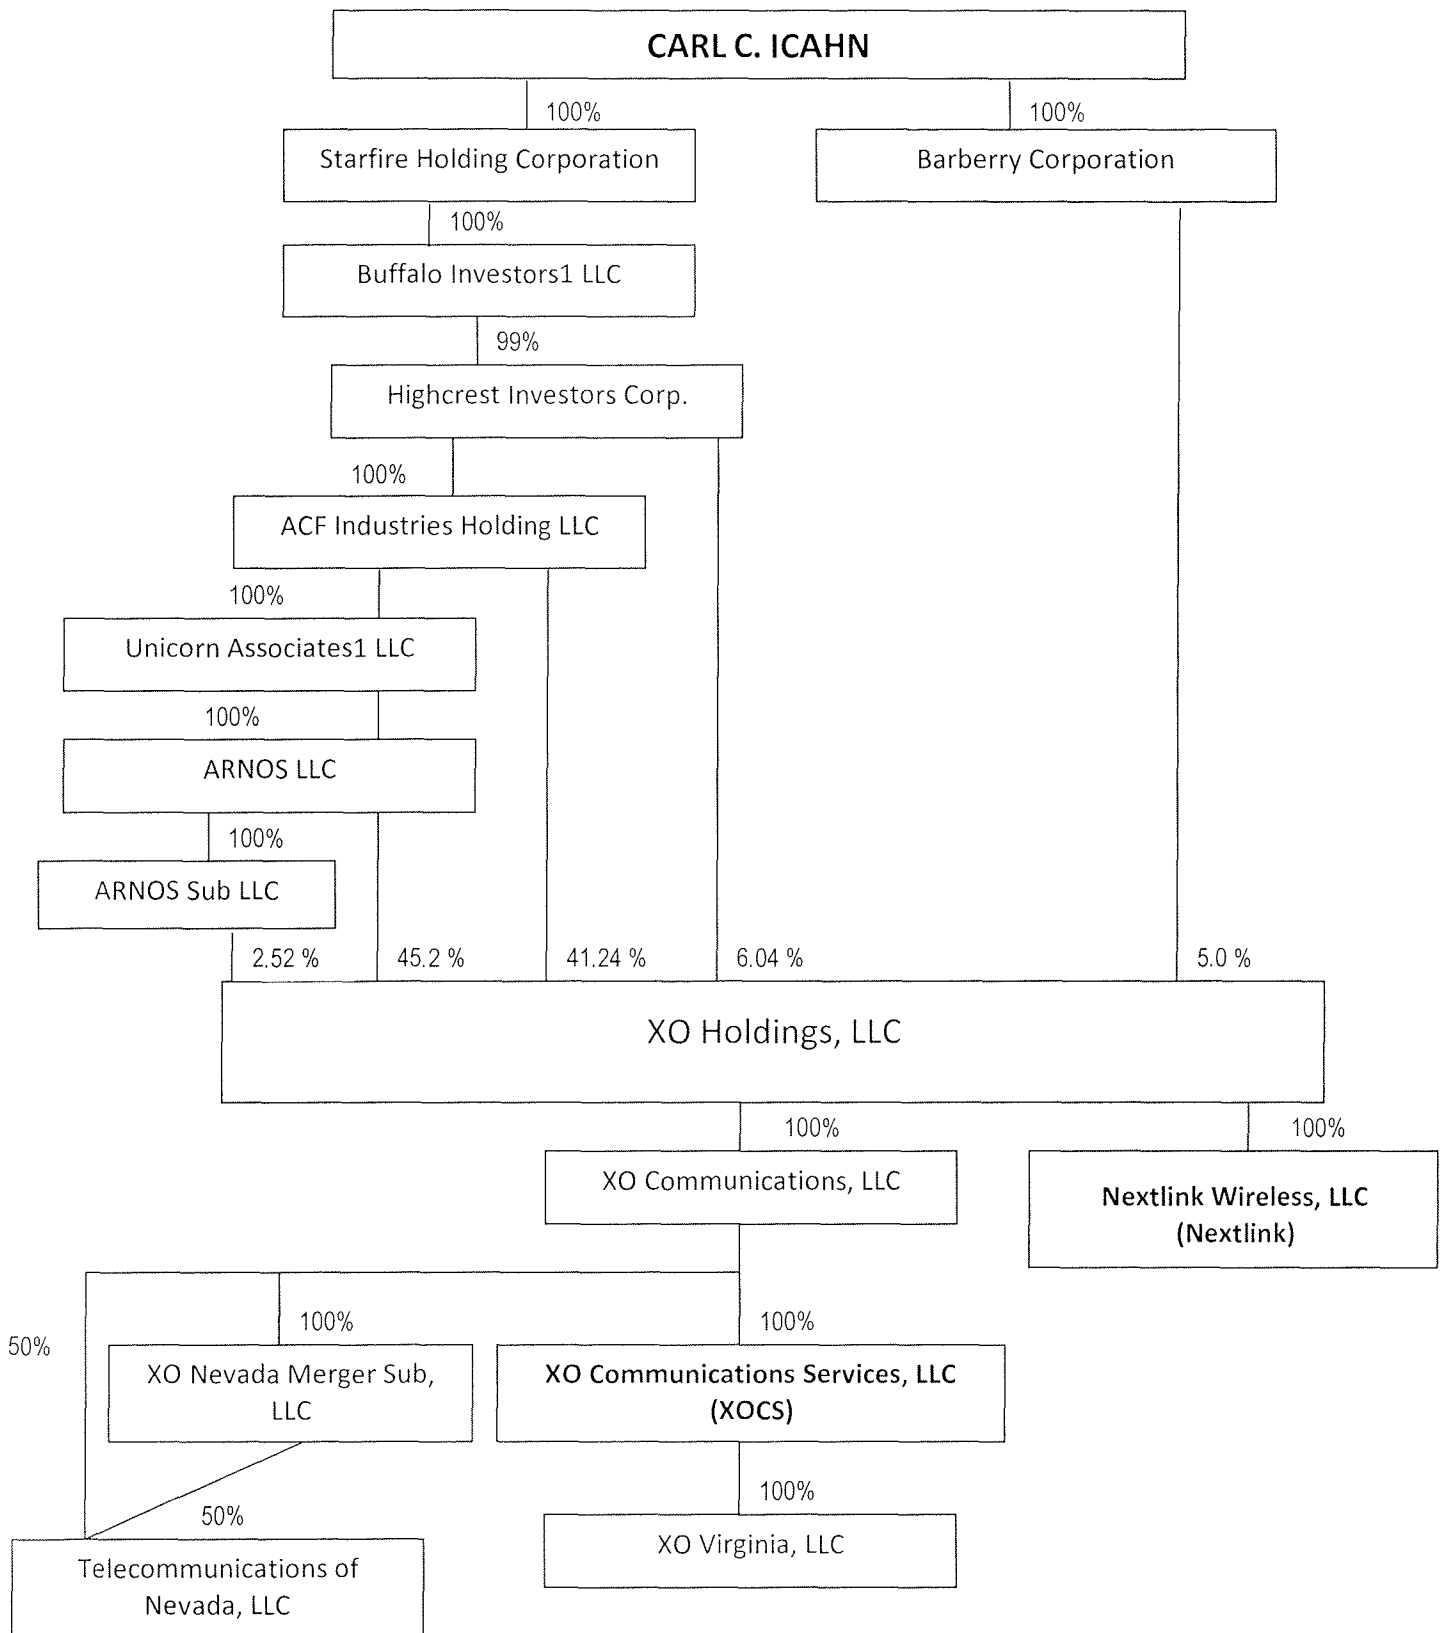 CARL C. ICAHN
100%
100%
Starfire Holding Corporation
Barberry Corporation
100%
Buffalo Investors1 LLC
99%
Highcrest Investors Corp.
100%
ACF Industries Holding LLC
100%
Unicorn Associates1 LLC
100%
ARNOS LLC
100%
ARNOS Sub LLC
2.52 %
45.2 %
41.24 %
6.04 %
5.0 %
XO Holdings, LLC
100%
100%
XO Communications, LLC
Nextlink Wireless, LLC
(Nextlink)
50%
100%
100%
XO Nevada Merger Sub,
LLC
XO Communications Services, LLC
(XOCS)
50%
100%
XO Virginia, LLC
Telecommunications of
Nevada, LLC